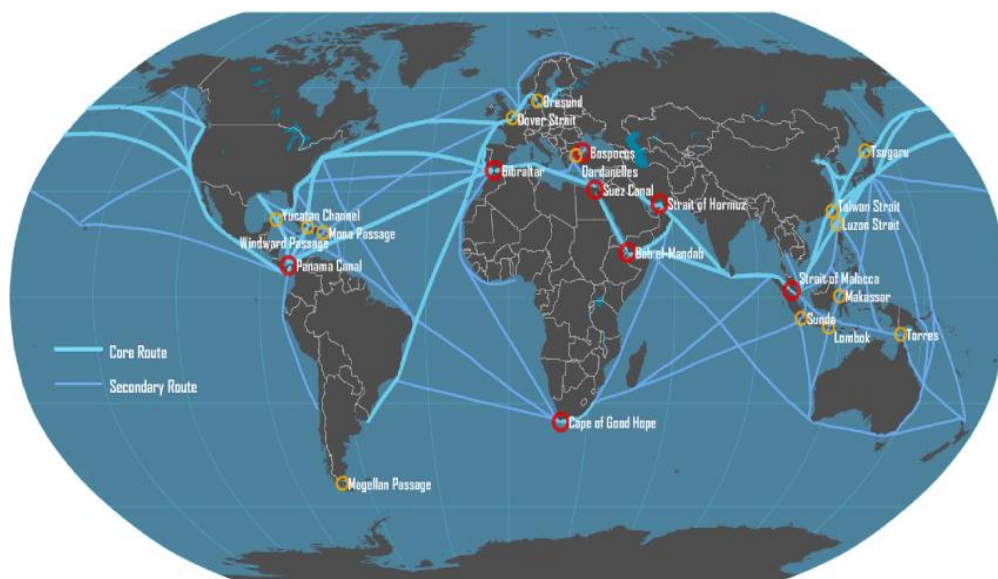 Oresund
Dover Strait
Bosporus
Tsugaru
Gibraltar
Dardanelles
Suez Canal
Strait of Hormuz
Taiwan Strait
Yucatan Channel
Luzon Strait
Windward Passage
Mona Passage
Bab el-Mandab
Panama Canal
Strait of Malacca
Makassar
Sunda
Lombok
Torres
Core Route
Secondary Route
Cape of Good Hope
Magellan Passage